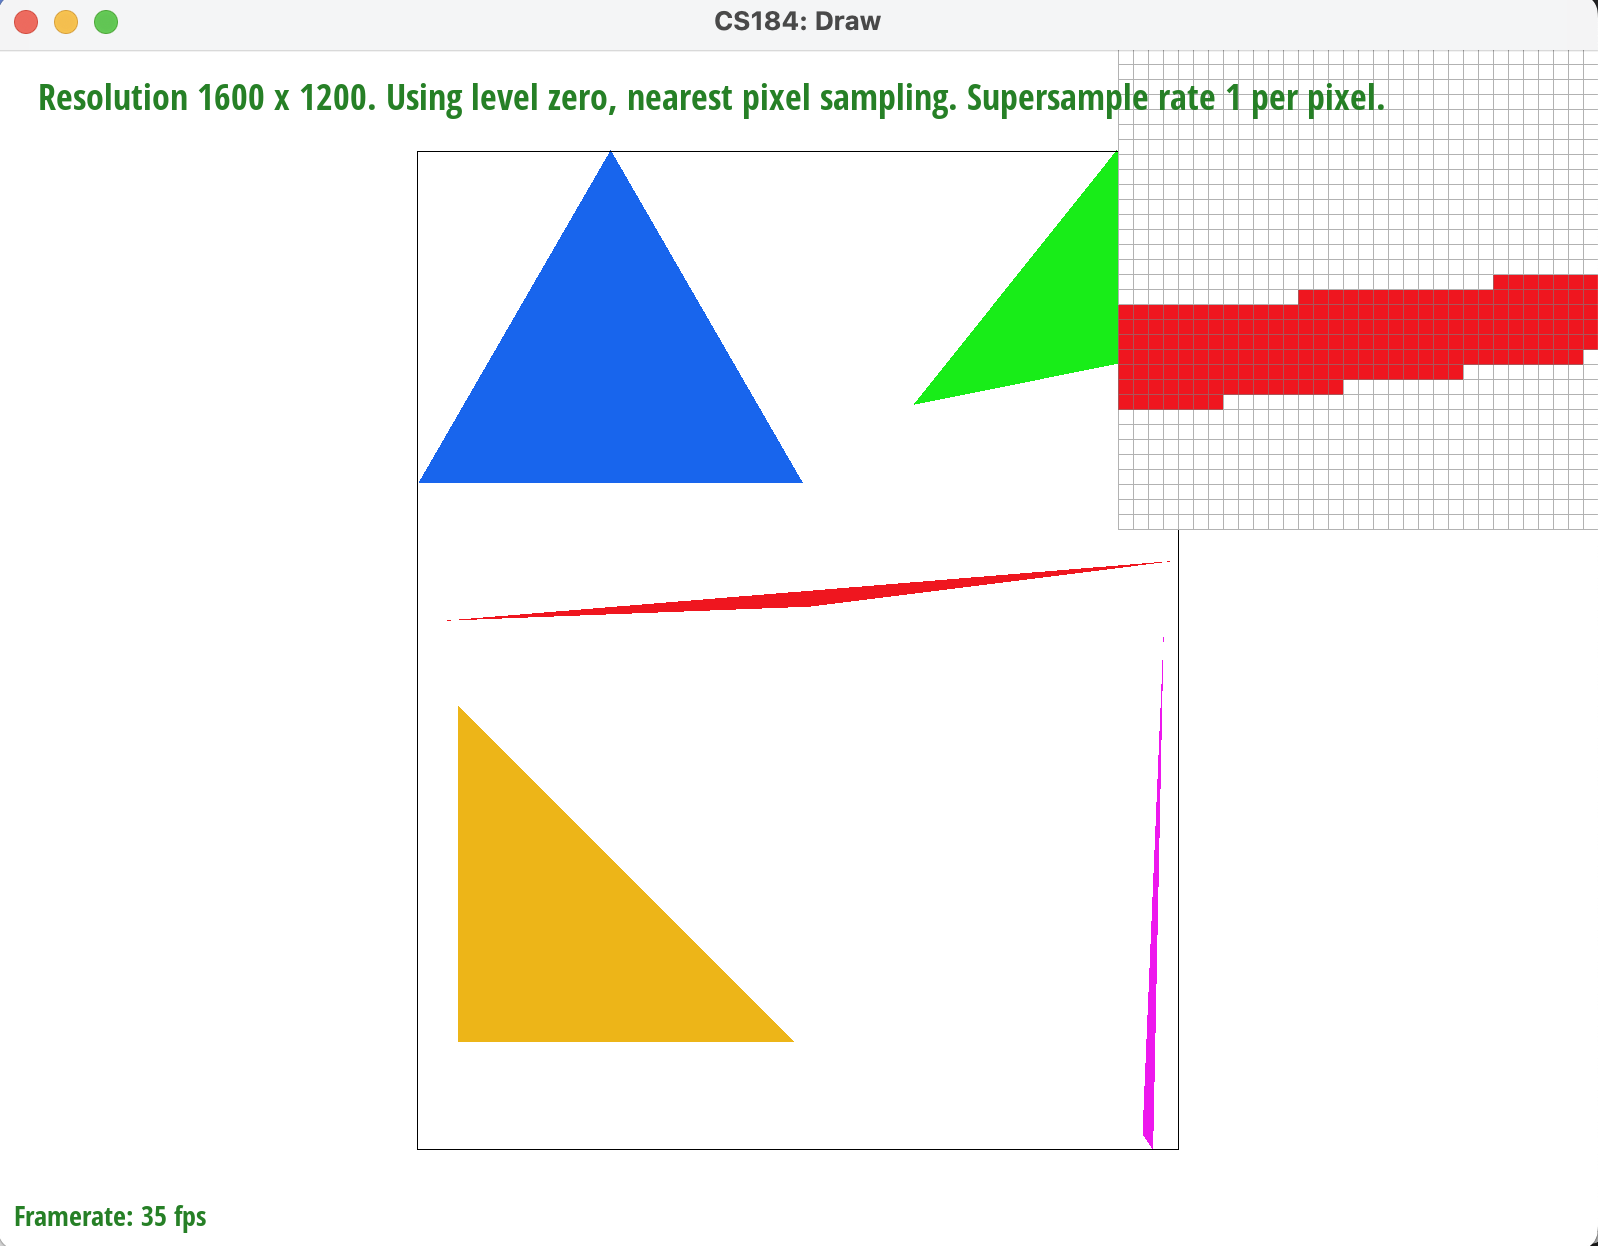 CS184: Draw
Resolution 1600 x 1200. Using level zero, nearest pixel sampling. Supersample rate 1 per pixel.
Framerate: 35 fps